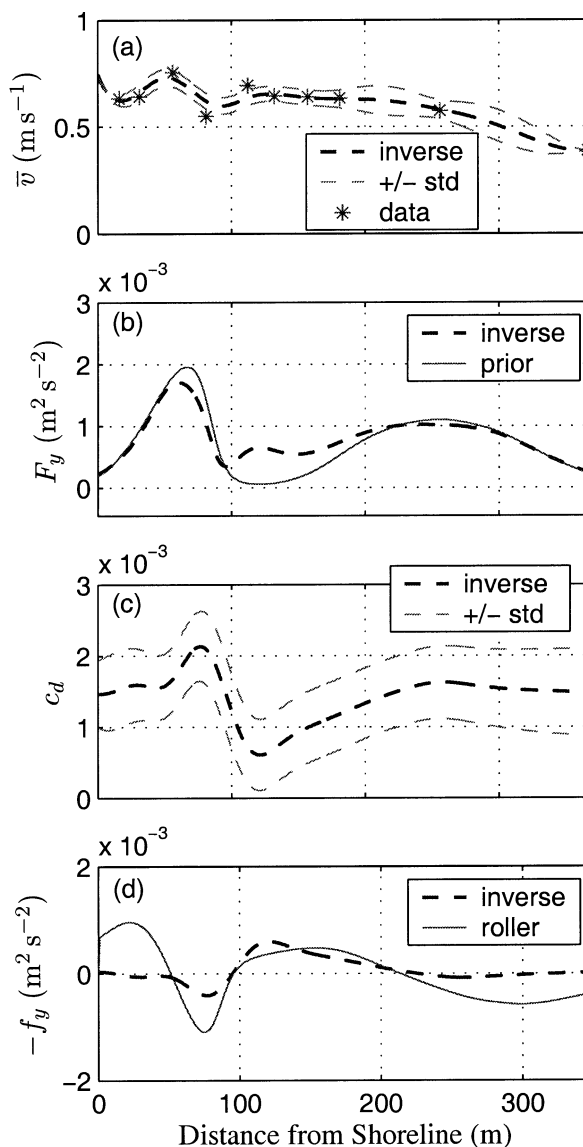 (a)
1
0.5
0
v̅ (m s⁻¹)
inverse
+/− std
data
x 10⁻³
(b)
3
2
1
0
F_y (m² s⁻²)
inverse
prior
x 10⁻³
(c)
3
2
1
0
c_d
inverse
+/− std
x 10⁻³
(d)
2
0
−2
−f_y (m² s⁻²)
inverse
roller
0 100 200 300
Distance from Shoreline (m)